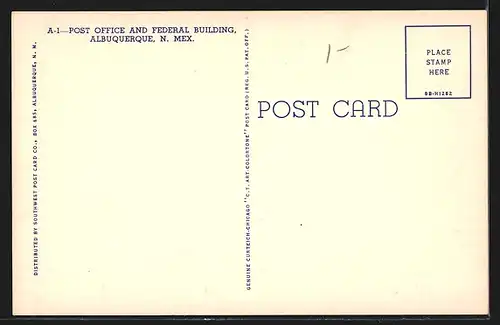 A-1—POST OFFICE AND FEDERAL BUILDING,
ALBUQUERQUE, N. MEX.
DISTRIBUTED BY SOUTHWEST POST CARD CO., BOX 685, ALBUQUERQUE, N. M.
GENUINE CURTEICH-CHICAGO "C. T. ART-COLORTONE" POST CARD (REG. U. S. PAT. OFF.)
1-
POST CARD
PLACE
STAMP
HERE
8B-H1282